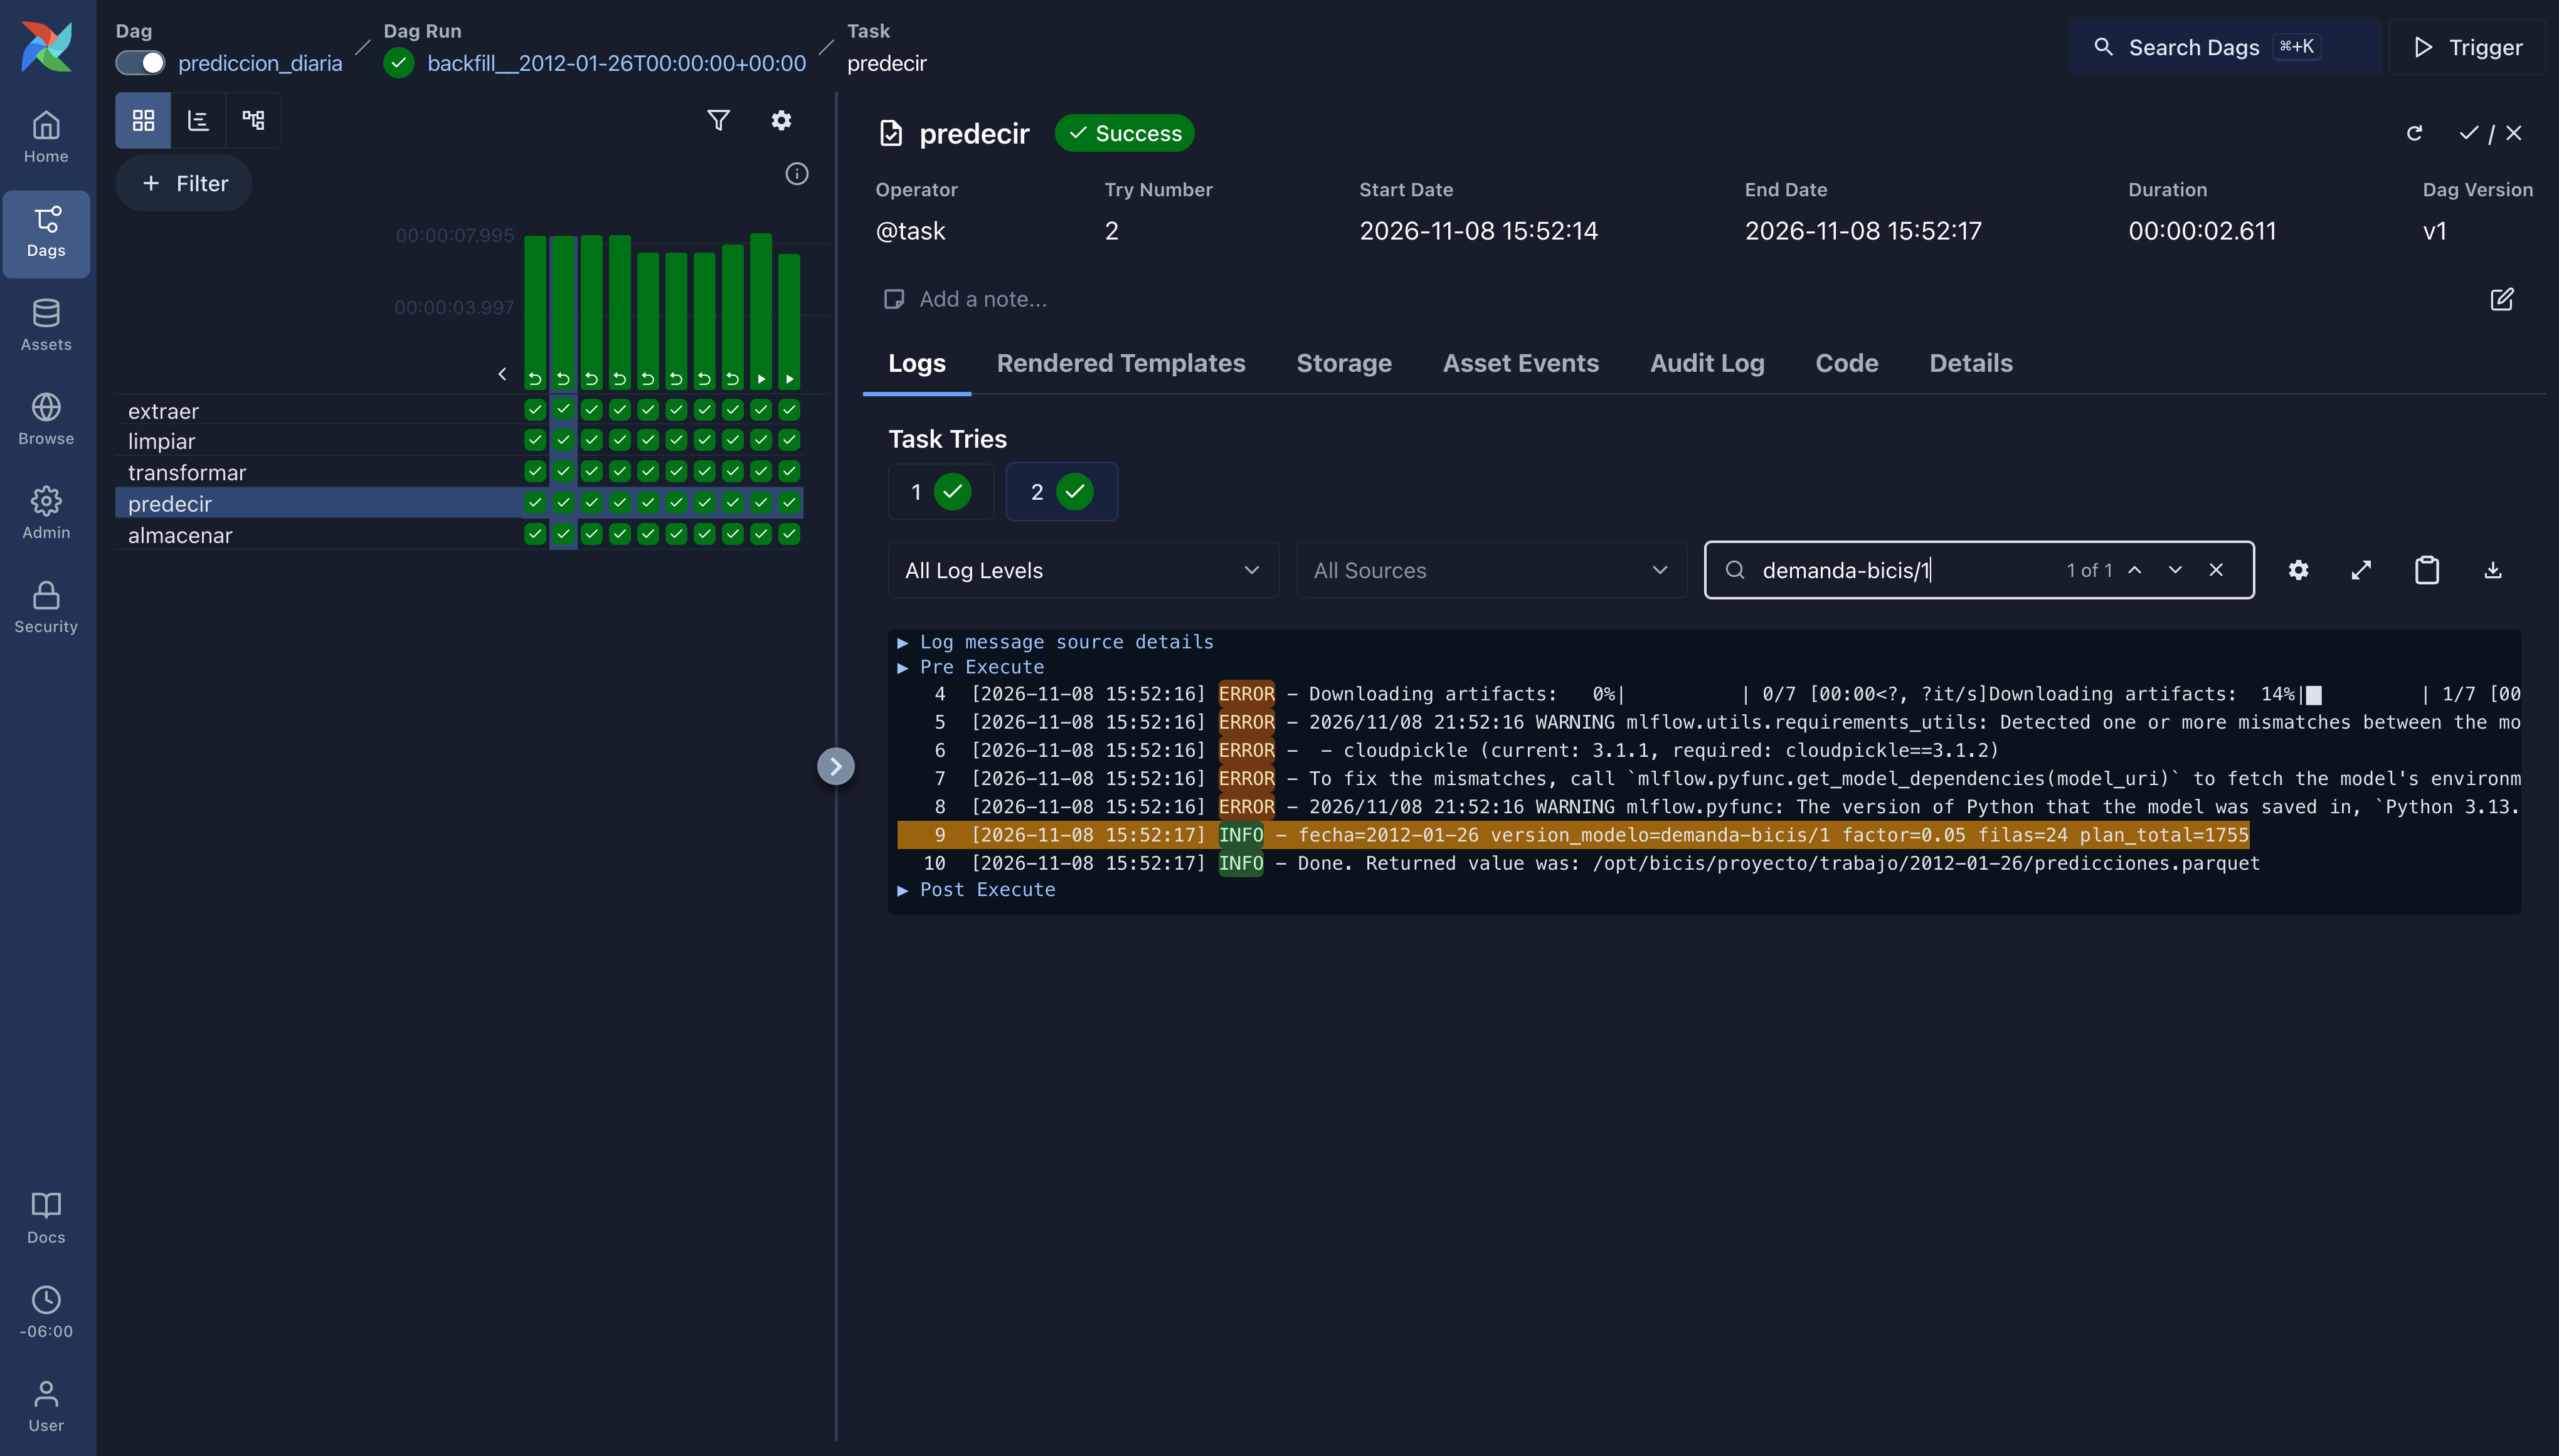 Dag
prediccion_diaria
Dag Run
backfill__2012-01-26T00:00:00+00:00
Task
predecir
Search Dags ⌘+K
Trigger
Home
Dags
Assets
Browse
Admin
Security
Docs
-06:00
User
Filter
00:00:07.995
00:00:03.997
extraer
limpiar
transformar
predecir
almacenar
predecir Success
Operator Try Number Start Date End Date Duration Dag Version
@task 2 2026-11-08 15:52:14 2026-11-08 15:52:17 00:00:02.611 v1
Add a note...
Logs Rendered Templates Storage Asset Events Audit Log Code Details
Task Tries
1 2
All Log Levels All Sources demanda-bicis/1 1 of 1
Log message source details
Pre Execute
4 [2026-11-08 15:52:16] ERROR - Downloading artifacts: 0%| | 0/7 [00:00<?, ?it/s]Downloading artifacts: 14%|█ | 1/7 [00
5 [2026-11-08 15:52:16] ERROR - 2026/11/08 21:52:16 WARNING mlflow.utils.requirements_utils: Detected one or more mismatches between the mo
6 [2026-11-08 15:52:16] ERROR - - cloudpickle (current: 3.1.1, required: cloudpickle==3.1.2)
7 [2026-11-08 15:52:16] ERROR - To fix the mismatches, call `mlflow.pyfunc.get_model_dependencies(model_uri)` to fetch the model's environm
8 [2026-11-08 15:52:16] ERROR - 2026/11/08 21:52:16 WARNING mlflow.pyfunc: The version of Python that the model was saved in, `Python 3.13.
9 [2026-11-08 15:52:17] INFO - fecha=2012-01-26 version_modelo=demanda-bicis/1 factor=0.05 filas=24 plan_total=1755
10 [2026-11-08 15:52:17] INFO - Done. Returned value was: /opt/bicis/proyecto/trabajo/2012-01-26/predicciones.parquet
Post Execute